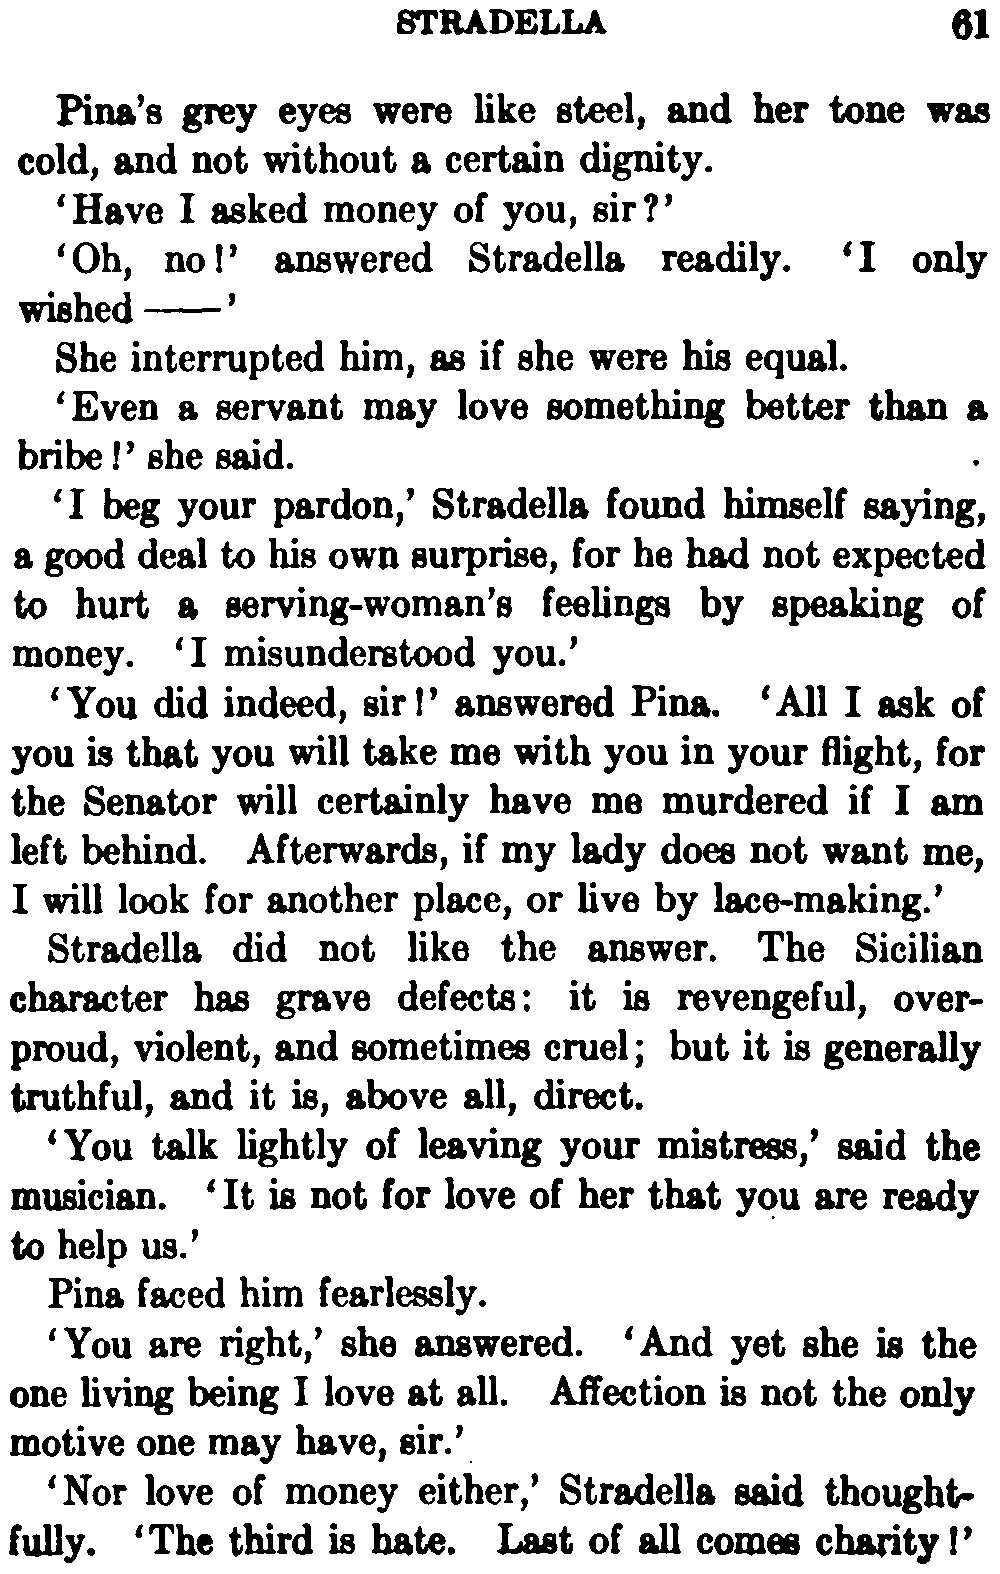 STRADELLA 61
Pina's grey eyes were like steel, and her tone was
cold, and not without a certain dignity.
'Have I asked money of you, sir?'
'Oh, no!' answered Stradella readily. 'I only
wished ——'
She interrupted him, as if she were his equal.
'Even a servant may love something better than a
bribe!' she said.
'I beg your pardon,' Stradella found himself saying,
a good deal to his own surprise, for he had not expected
to hurt a serving-woman's feelings by speaking of
money. 'I misunderstood you.'
'You did indeed, sir!' answered Pina. 'All I ask of
you is that you will take me with you in your flight, for
the Senator will certainly have me murdered if I am
left behind. Afterwards, if my lady does not want me,
I will look for another place, or live by lace-making.'
Stradella did not like the answer. The Sicilian
character has grave defects: it is revengeful, over-
proud, violent, and sometimes cruel; but it is generally
truthful, and it is, above all, direct.
'You talk lightly of leaving your mistress,' said the
musician. 'It is not for love of her that you are ready
to help us.'
Pina faced him fearlessly.
'You are right,' she answered. 'And yet she is the
one living being I love at all. Affection is not the only
motive one may have, sir.'
'Nor love of money either,' Stradella said thought-
fully. 'The third is hate. Last of all comes charity!'